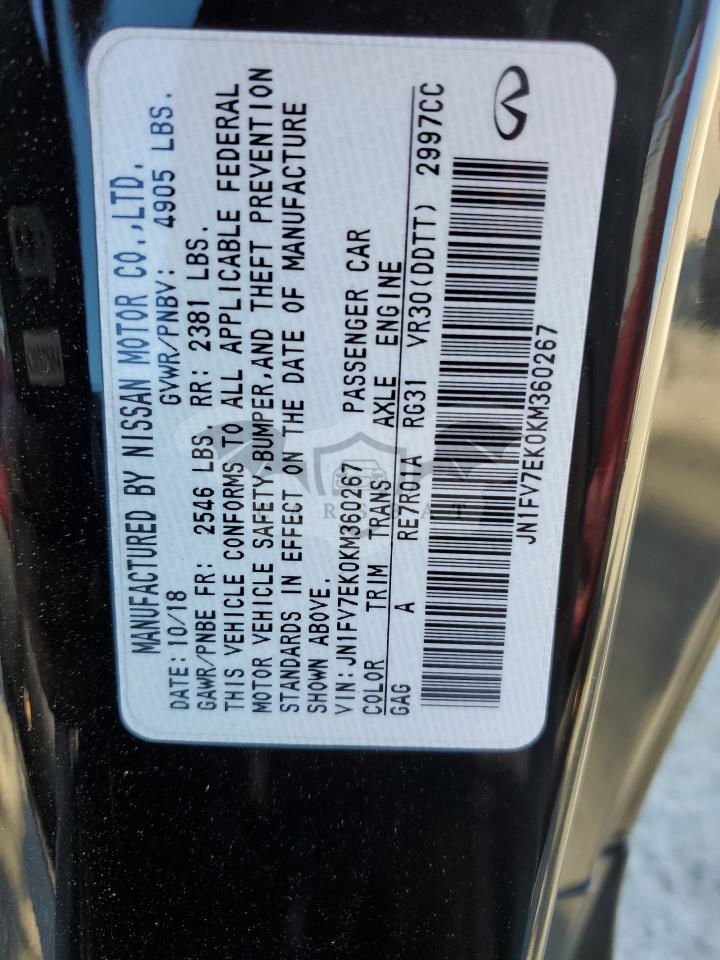 MANUFACTURED BY NISSAN MOTOR CO.,LTD.
DATE: 10/18 GVWR/PNBV: 4905 LBS.
GAWR/PNBE FR: 2546 LBS. RR: 2381 LBS.
THIS VEHICLE CONFORMS TO ALL APPLICABLE FEDERAL
MOTOR VEHICLE SAFETY,BUMPER,AND THEFT PREVENTION
STANDARDS IN EFFECT ON THE DATE OF MANUFACTURE
SHOWN ABOVE.
VIN:JN1FV7EK0KM360267 PASSENGER CAR
COLOR TRIM TRANS AXLE ENGINE
GAG A RE7R01A RG31 VR30(DDTT) 2997CC
JN1FV7EK0KM360267